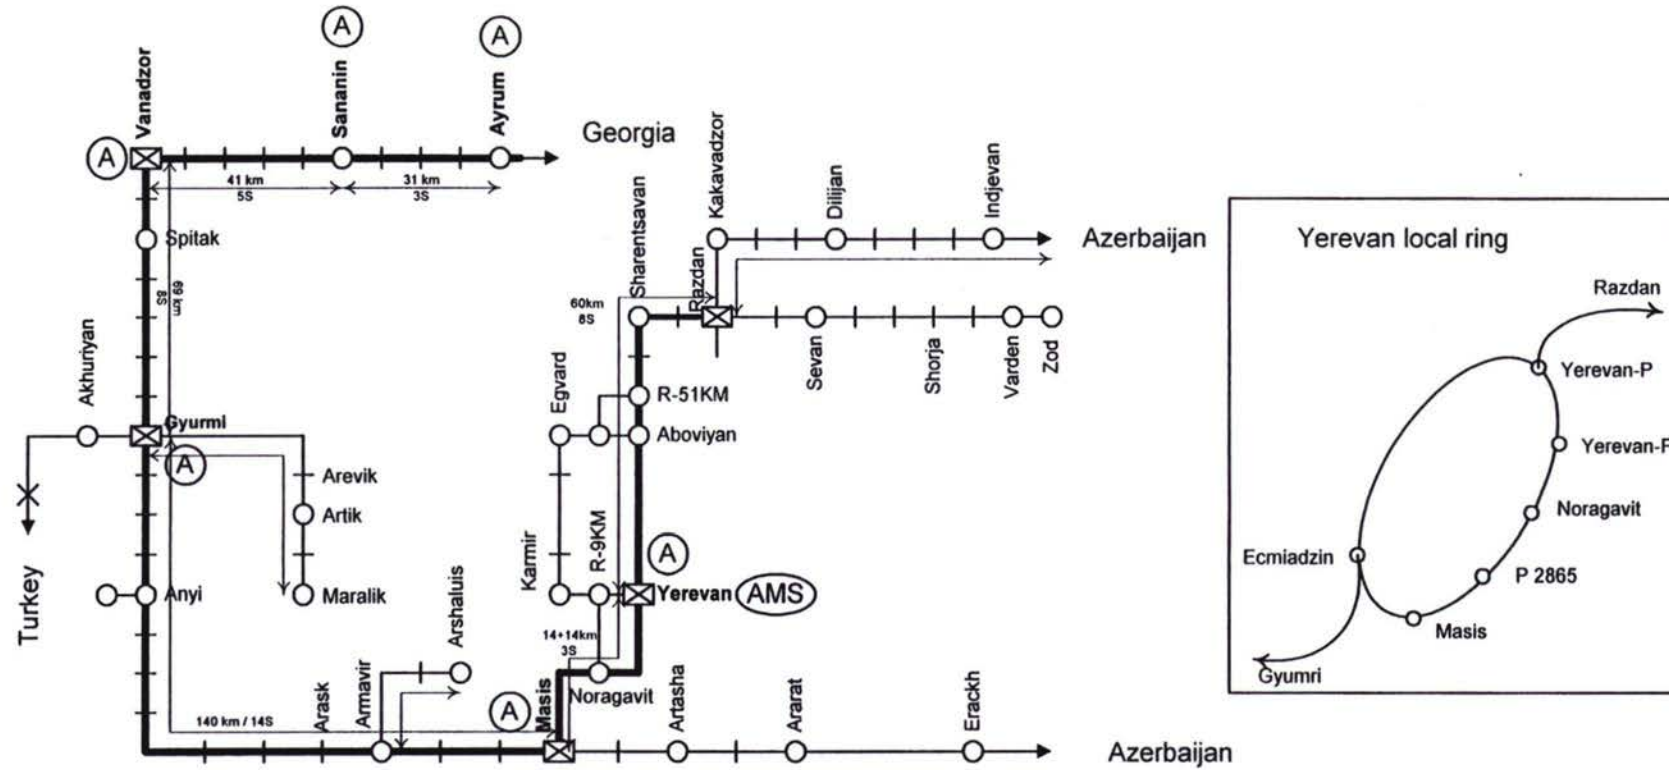 A
A
A
Vanadzor
Sananin
Ayrum
Georgia
41 km
5S
31 km
3S
Spitak
69 km
8S
Akhuriyan
Gyurmi
A
Turkey
Arevik
Artik
Maralik
Anyi
Arshaluis
Armavir
Arask
140 km / 14S
A
Masis
14+14km
3S
Noragavit
Karmir
R-9KM
Egvard
A
Yerevan
AMS
Aboviyan
R-51KM
60km
8S
Sharentsavan
Razdan
Kakavadzor
Dilijan
Indjevan
Azerbaijan
Sevan
Shorja
Varden
Zod
Artasha
Ararat
Erackh
Azerbaijan
Yerevan local ring
Razdan
Yerevan-P
Yerevan-F
Noragavit
P 2865
Masis
Ecmiadzin
Gyumri